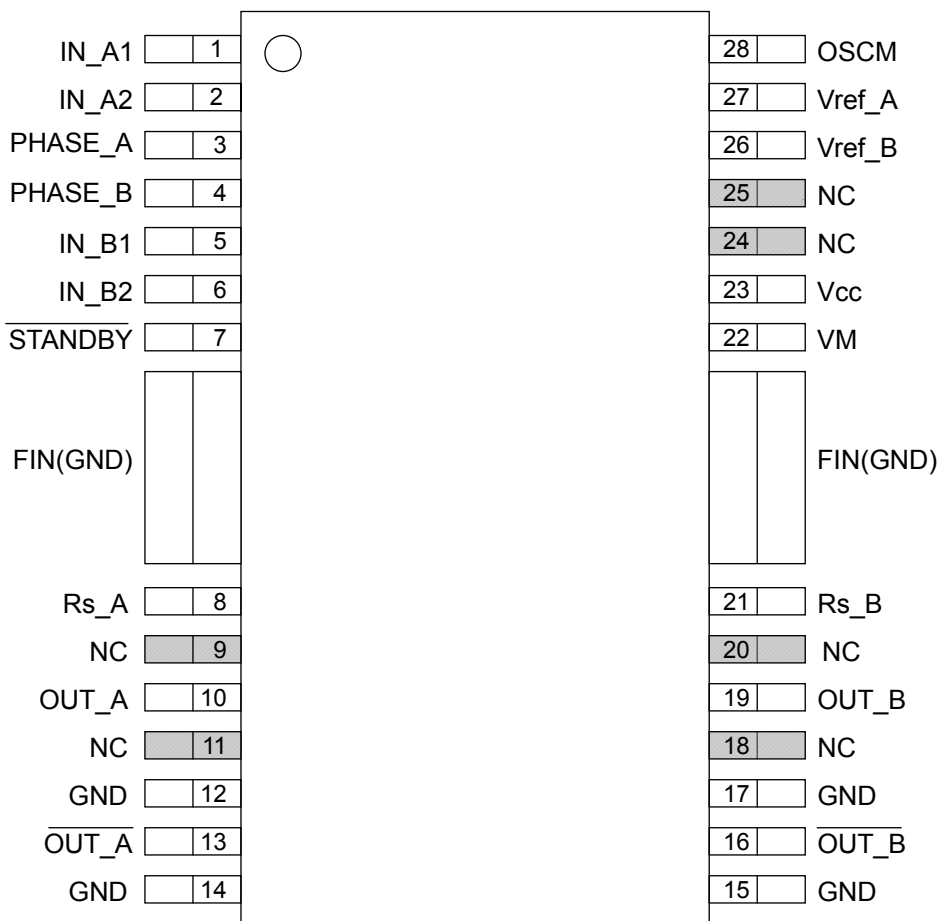 IN_A1 1 28 OSCM
IN_A2 2 27 Vref_A
PHASE_A 3 26 Vref_B
PHASE_B 4 25 NC
IN_B1 5 24 NC
IN_B2 6 23 Vcc
STANDBY 7 22 VM
FIN(GND) FIN(GND)
Rs_A 8 21 Rs_B
NC 9 20 NC
OUT_A 10 19 OUT_B
NC 11 18 NC
GND 12 17 GND
OUT_A 13 16 OUT_B
GND 14 15 GND